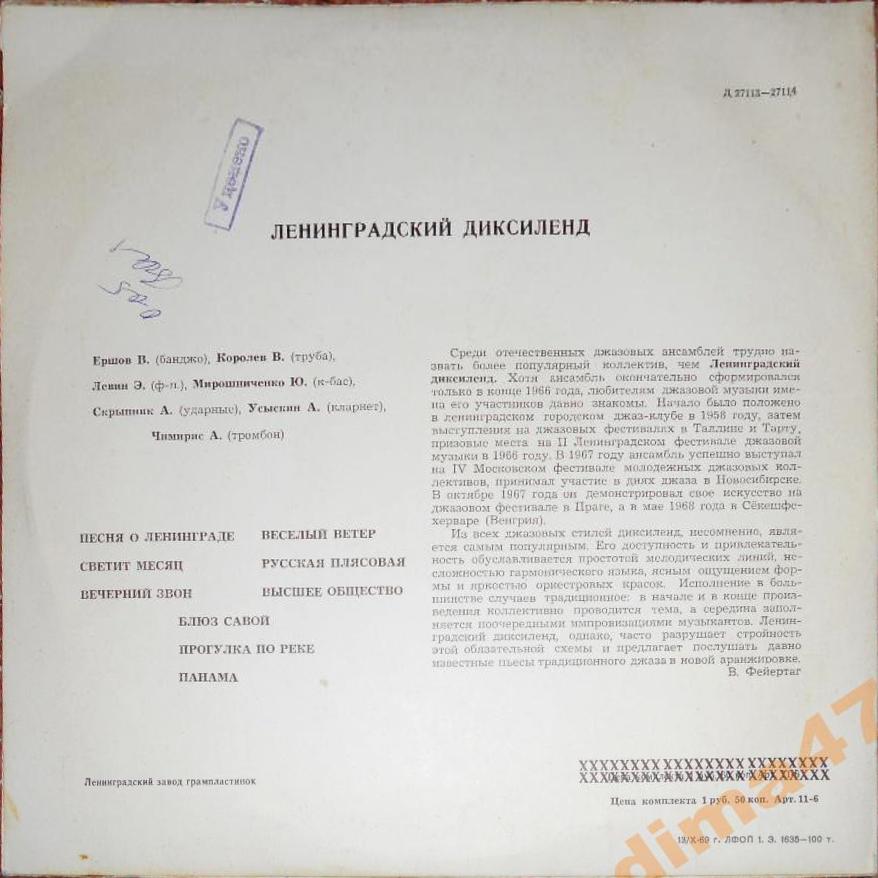 Д 27113—27114
Уценено
ЛЕНИНГРАДСКИЙ ДИКСИЛЕНД
Ершов В. (банджо), Королев В. (труба),
Левин Э. (ф-п.), Мирошниченко Ю. (к-бас),
Скрыпник А. (ударные), Усыскин А. (кларнет),
Чимирис А. (тромбон)
ПЕСНЯ О ЛЕНИНГРАДЕ ВЕСЕЛЫЙ ВЕТЕР
СВЕТИТ МЕСЯЦ РУССКАЯ ПЛЯСОВАЯ
ВЕЧЕРНИЙ ЗВОН ВЫСШЕЕ ОБЩЕСТВО
БЛЮЗ САВОЙ
ПРОГУЛКА ПО РЕКЕ
ПАНАМА
Среди отечественных джазовых ансамблей трудно на-
звать более популярный коллектив, чем Ленинградский
диксиленд. Хотя ансамбль окончательно сформировался
только в конце 1966 года, любителям джазовой музыки име-
на его участников давно знакомы. Начало было положено
в ленинградском городском джаз-клубе в 1958 году, затем
выступления на джазовых фестивалях в Таллине и Тарту,
призовые места на II Ленинградском фестивале джазовой
музыки в 1966 году. В 1967 году ансамбль успешно выступал
на IV Московском фестивале молодежных джазовых кол-
лективов, принимал участие в днях джаза в Новосибирске.
В октябре 1967 года он демонстрировал свое искусство на
джазовом фестивале в Праге, а в мае 1968 года в Сёкешфе-
херваре (Венгрия).
Из всех джазовых стилей диксиленд, несомненно, явля-
ется самым популярным. Его доступность и привлекатель-
ность обуславливается простотой мелодических линий, не-
сложностью гармонического языка, ясным ощущением фор-
мы и яркостью оркестровых красок. Исполнение в боль-
шинстве случаев традиционное: в начале и в конце произ-
ведения коллективно проводится тема, а середина запол-
няется поочередными импровизациями музыкантов. Ленин-
градский диксиленд, однако, часто разрушает стройность
этой обязательной схемы и предлагает послушать давно
известные пьесы традиционного джаза в новой аранжировке.
В. Фейертаг
Ленинградский завод грампластинок
ХХХХХХХХ ХХХХХХХХХ ХХХХХХХХ
Цена комплекта 1 руб. 50 коп. Арт. 11-6
13/X-69 г. ЛФОП 1. З. 1635—100 т.
dima47